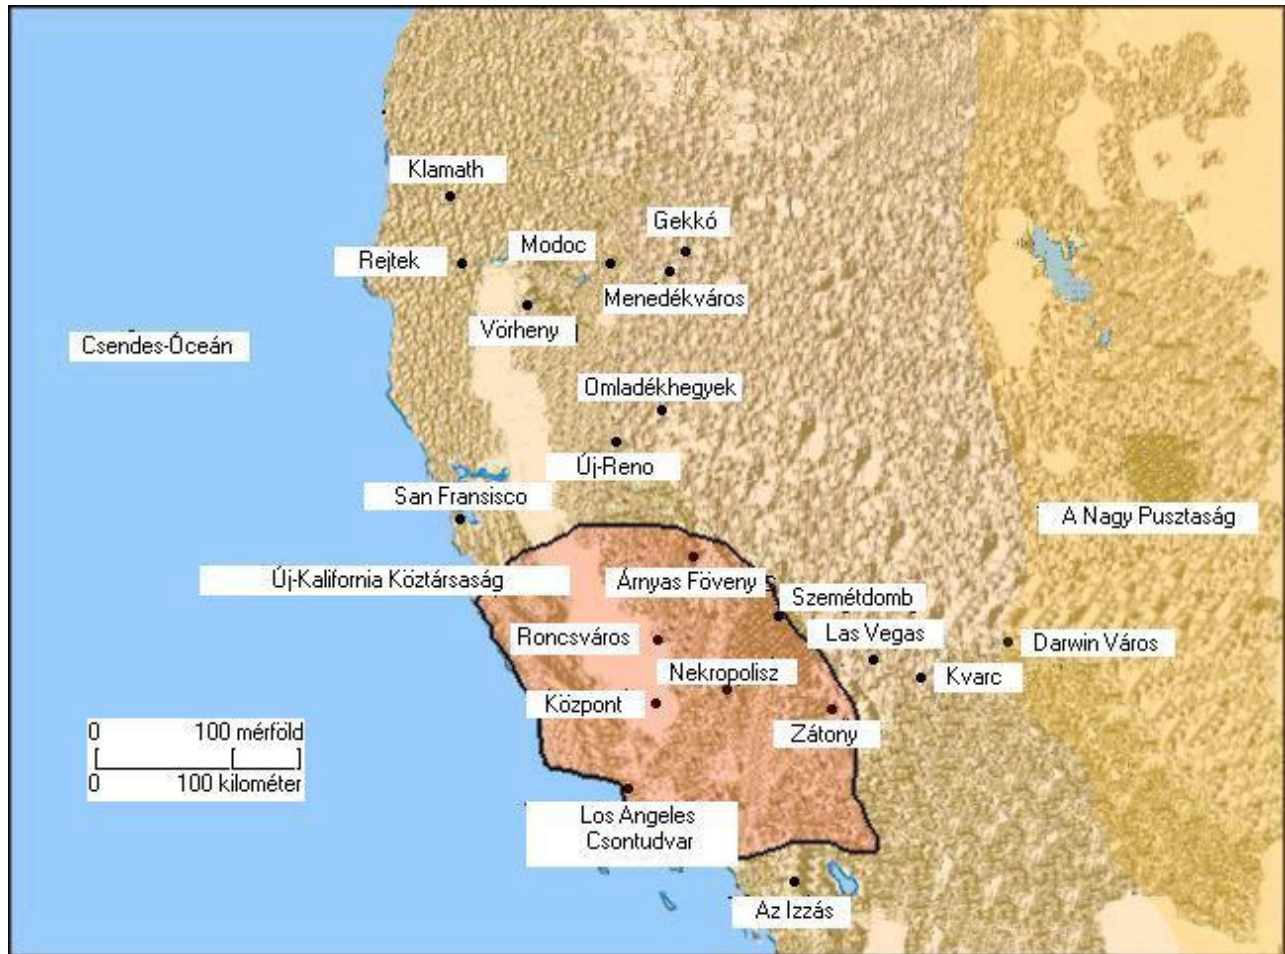 Klamath
Gekkó
Modoc
Rejtek
Menedékváros
Vörheny
Csendes-Óceán
Omladékhegyek
Új-Reno
San Fransisco
A Nagy Pusztaság
Új-Kalifornia Köztársaság
Árnyas Föveny
Szemétdomb
Roncsváros
Las Vegas
Darwin Város
Nekropolisz
Kvarc
Központ
Zátony
0 100 mérföld
0 100 kilométer
Los Angeles
Csontudvar
Az Izzás